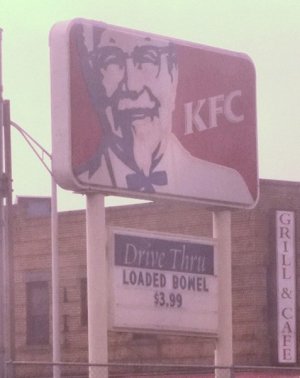 KFC
Drive Thru
LOADED BOWEL
$3.99
GRILL & CAFE